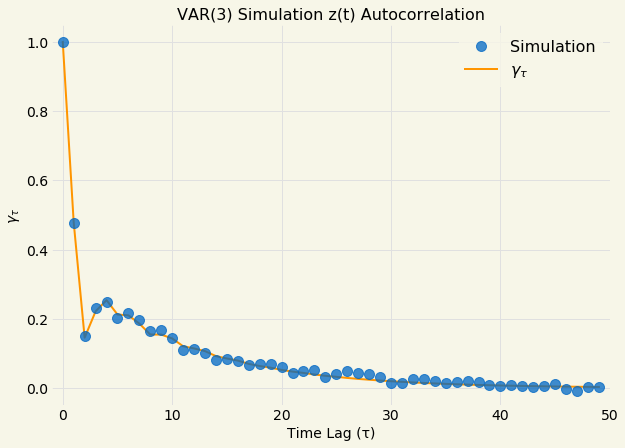 VAR(3) Simulation z(t) Autocorrelation
Simulation
γτ
1.0
0.8
0.6
0.4
0.2
0.0
γτ
0 10 20 30 40 50
Time Lag (τ)